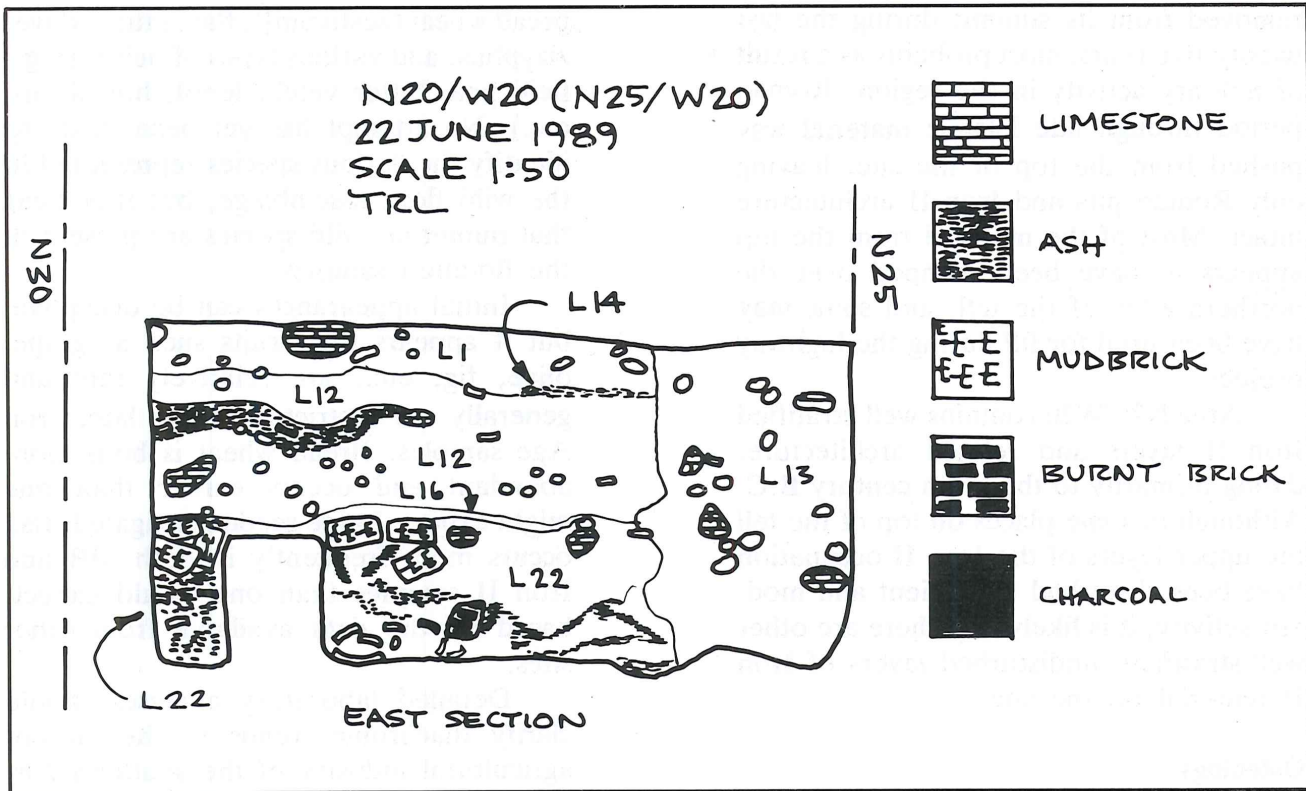 N20/W20 (N25/W20)
22 JUNE 1989
SCALE 1:50
TRL
LIMESTONE
ASH
MUDBRICK
BURNT BRICK
CHARCOAL
N30
N25
L14
L1
L12
L12
L13
L16
L22
L22
EAST SECTION